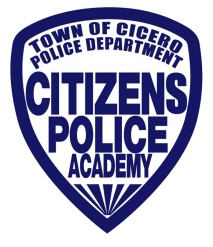 TOWN OF CICERO
POLICE DEPARTMENT
CITIZENS
POLICE
ACADEMY